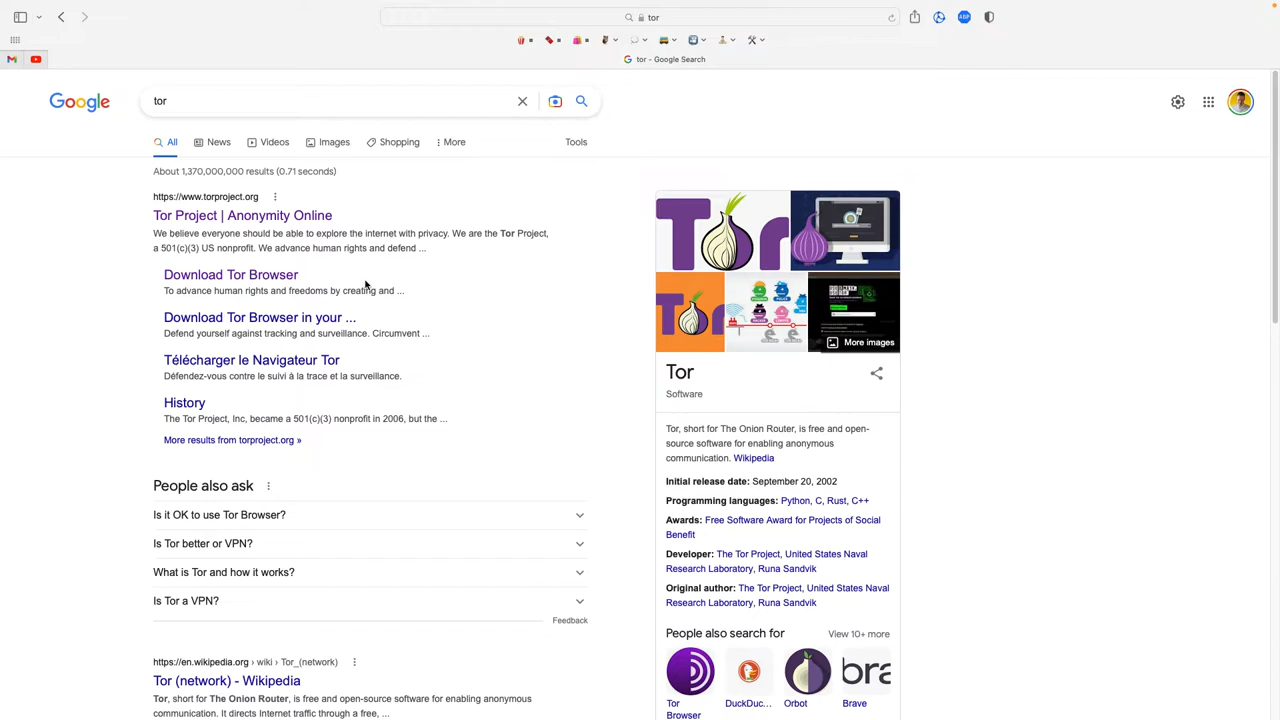 tor
tor - Google Search
Google
tor
All
News
Videos
Images
Shopping
More
Tools
About 1,370,000,000 results (0.71 seconds)
https://www.torproject.org
Tor Project | Anonymity Online
We believe everyone should be able to explore the internet with privacy. We are the Tor Project,
a 501(c)(3) US nonprofit. We advance human rights and defend ...
Download Tor Browser
To advance human rights and freedoms by creating and ...
Download Tor Browser in your ...
Defend yourself against tracking and surveillance. Circumvent ...
Télécharger le Navigateur Tor
Défendez-vous contre le suivi à la trace et la surveillance.
History
The Tor Project, Inc, became a 501(c)(3) nonprofit in 2006, but the ...
More results from torproject.org »
People also ask
Is it OK to use Tor Browser?
Is Tor better or VPN?
What is Tor and how it works?
Is Tor a VPN?
Feedback
https://en.wikipedia.org › wiki › Tor_(network)
Tor (network) - Wikipedia
Tor, short for The Onion Router, is free and open-source software for enabling anonymous
communication. It directs Internet traffic through a free, ...
Tor
More images
Tor
Software
Tor, short for The Onion Router, is free and open-
source software for enabling anonymous
communication. Wikipedia
Initial release date: September 20, 2002
Programming languages: Python, C, Rust, C++
Awards: Free Software Award for Projects of Social
Benefit
Developer: The Tor Project, United States Naval
Research Laboratory, Runa Sandvik
Original author: The Tor Project, United States Naval
Research Laboratory, Runa Sandvik
People also search for
View 10+ more
bra
Tor
Browser
DuckDuc...
Orbot
Brave